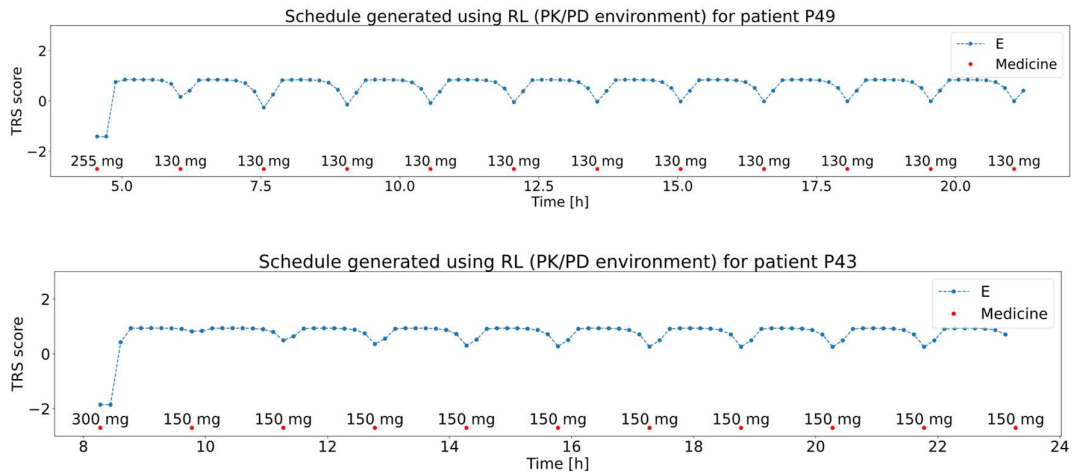 Schedule generated using RL (PK/PD environment) for patient P49
TRS score
2
0
−2
E
Medicine
255 mg 130 mg 130 mg 130 mg 130 mg 130 mg 130 mg 130 mg 130 mg 130 mg 130 mg 130 mg
5.0 7.5 10.0 12.5 15.0 17.5 20.0
Time [h]
Schedule generated using RL (PK/PD environment) for patient P43
TRS score
2
0
−2
E
Medicine
300 mg 150 mg 150 mg 150 mg 150 mg 150 mg 150 mg 150 mg 150 mg 150 mg 150 mg
8 10 12 14 16 18 20 22 24
Time [h]